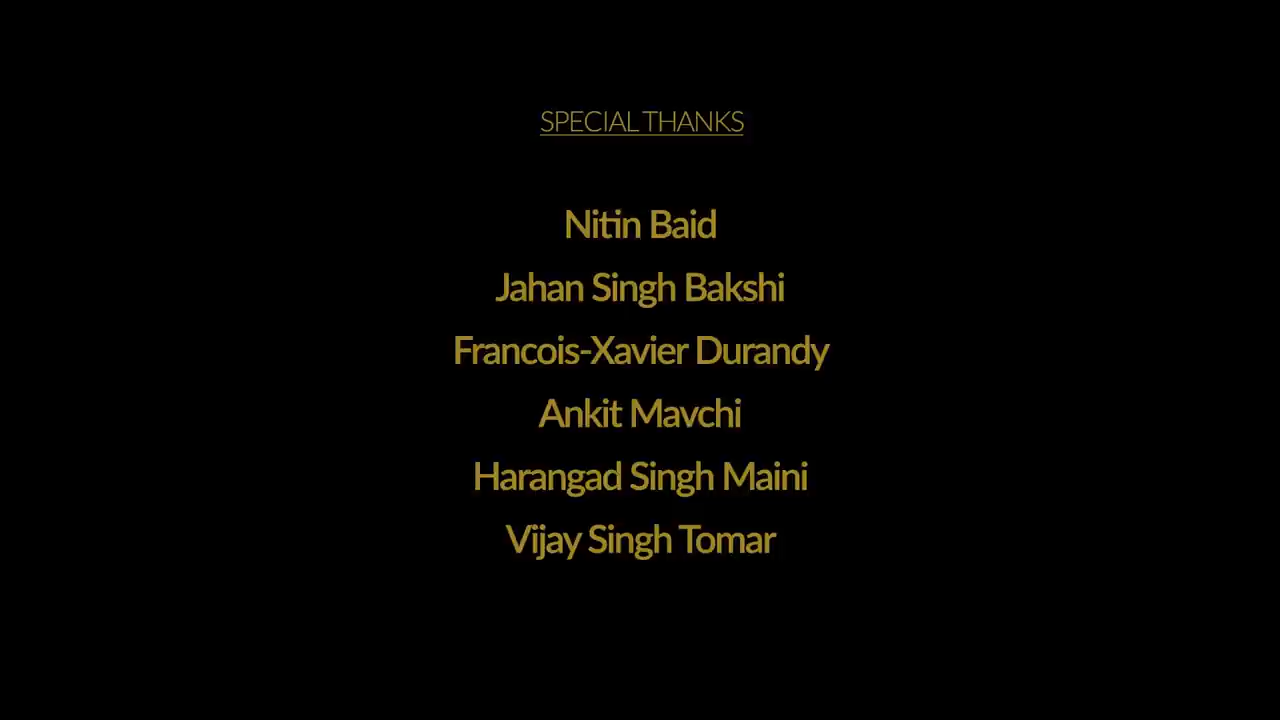 SPECIAL THANKS
Nitin Baid
Jahan Singh Bakshi
Francois-Xavier Durandy
Ankit Mavchi
Harangad Singh Maini
Vijay Singh Tomar